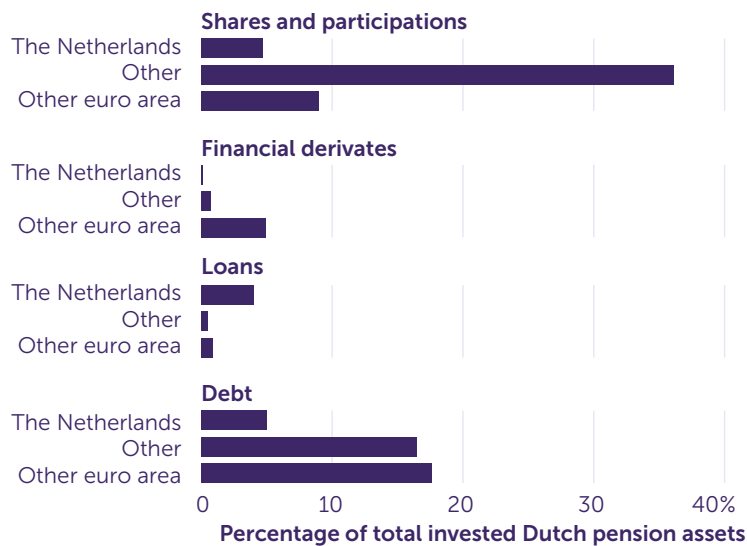 Shares and participations
The Netherlands
Other
Other euro area
Financial derivates
The Netherlands
Other
Other euro area
Loans
The Netherlands
Other
Other euro area
Debt
The Netherlands
Other
Other euro area
0 10 20 30 40%
Percentage of total invested Dutch pension assets